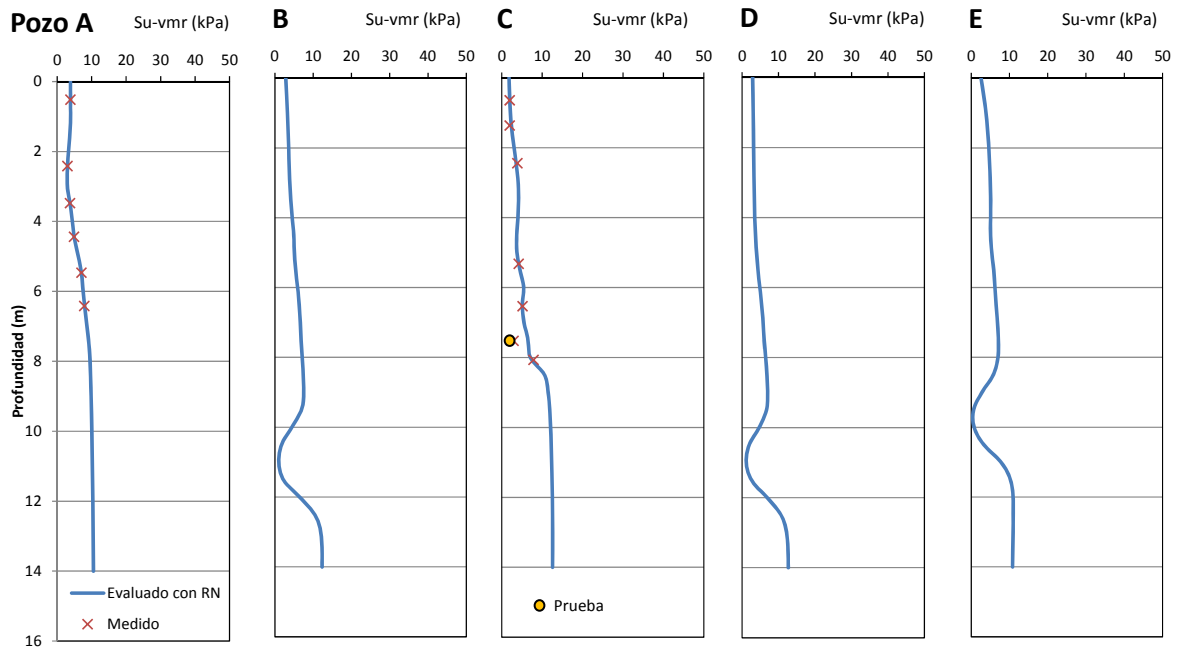 Pozo A Su-vmr (kPa)
B Su-vmr (kPa)
C Su-vmr (kPa)
D Su-vmr (kPa)
E Su-vmr (kPa)
0 10 20 30 40 50
0 10 20 30 40 50
0 10 20 30 40 50
0 10 20 30 40 50
0 10 20 30 40 50
0
2
4
6
8
10
12
14
16
Profundidad (m)
Evaluado con RN
Medido
Prueba